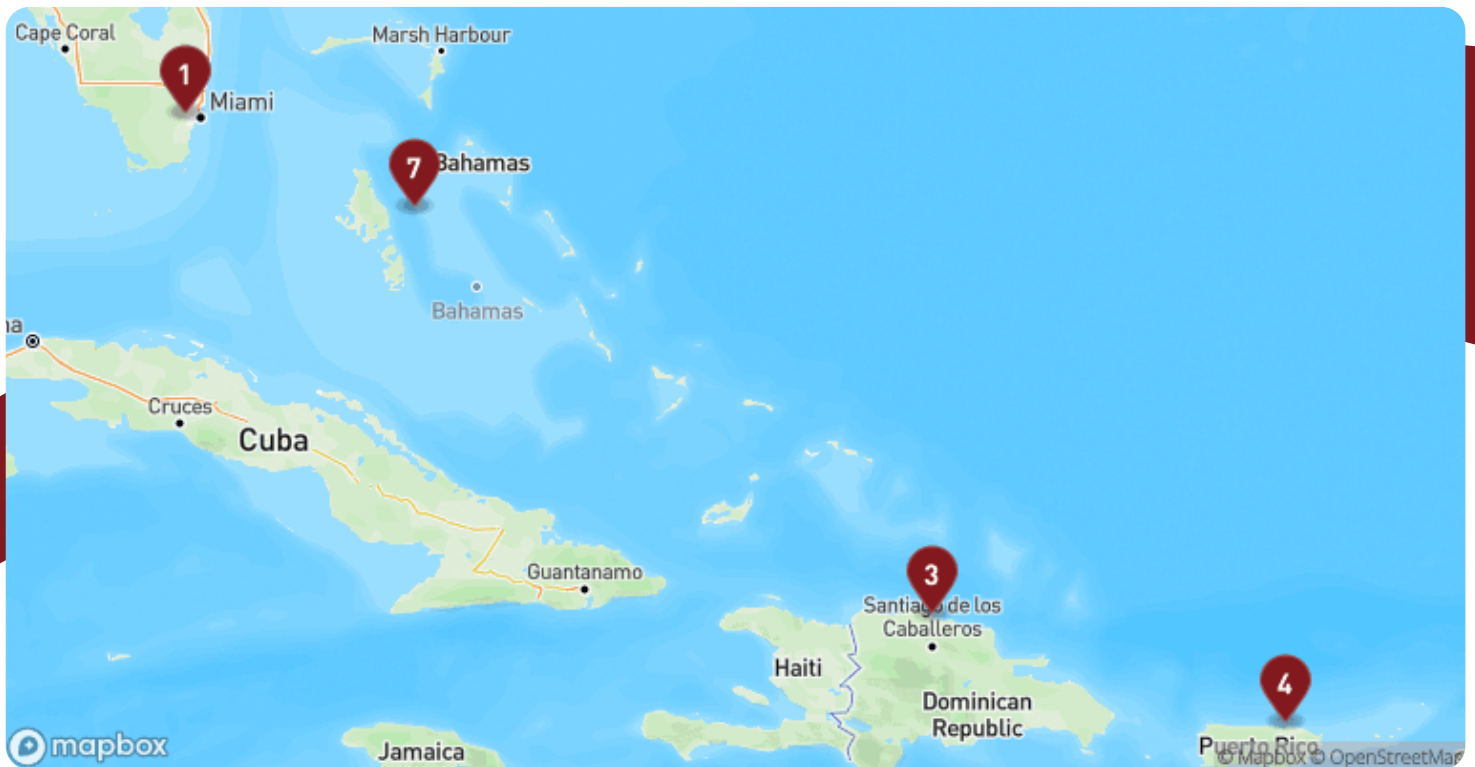 Cape Coral
Marsh Harbour
1
Miami
7
Bahamas
Bahamas
na
Cruces
Cuba
Guantanamo
3
Santiago de los
Caballeros
Haiti
4
Dominican
Republic
Puerto Rico
Jamaica
mapbox
© Mapbox © OpenStreetMap